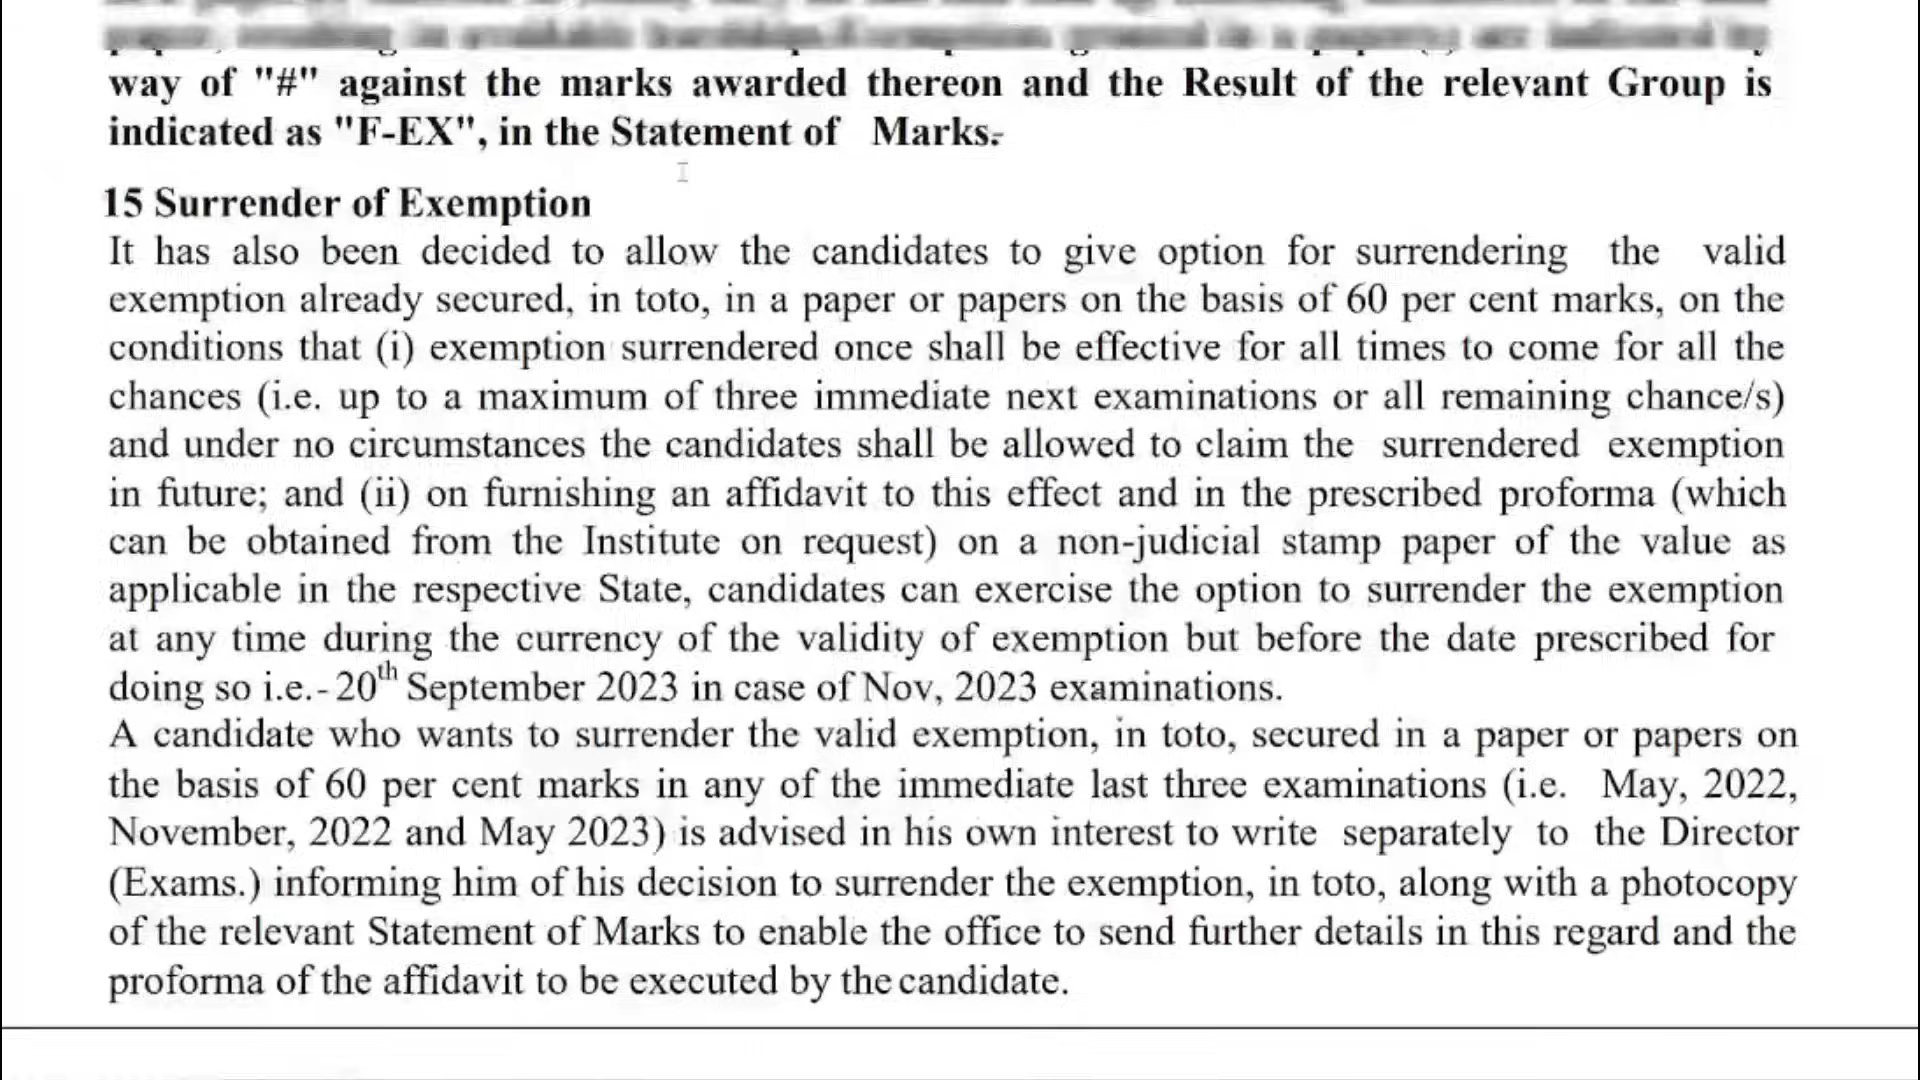 way of "#" against the marks awarded thereon and the Result of the relevant Group is
indicated as "F-EX", in the Statement of Marks.
15 Surrender of Exemption
It has also been decided to allow the candidates to give option for surrendering the valid
exemption already secured, in toto, in a paper or papers on the basis of 60 per cent marks, on the
conditions that (i) exemption surrendered once shall be effective for all times to come for all the
chances (i.e. up to a maximum of three immediate next examinations or all remaining chance/s)
and under no circumstances the candidates shall be allowed to claim the surrendered exemption
in future; and (ii) on furnishing an affidavit to this effect and in the prescribed proforma (which
can be obtained from the Institute on request) on a non-judicial stamp paper of the value as
applicable in the respective State, candidates can exercise the option to surrender the exemption
at any time during the currency of the validity of exemption but before the date prescribed for
doing so i.e.- 20th September 2023 in case of Nov, 2023 examinations.
A candidate who wants to surrender the valid exemption, in toto, secured in a paper or papers on
the basis of 60 per cent marks in any of the immediate last three examinations (i.e. May, 2022,
November, 2022 and May 2023) is advised in his own interest to write separately to the Director
(Exams.) informing him of his decision to surrender the exemption, in toto, along with a photocopy
of the relevant Statement of Marks to enable the office to send further details in this regard and the
proforma of the affidavit to be executed by the candidate.